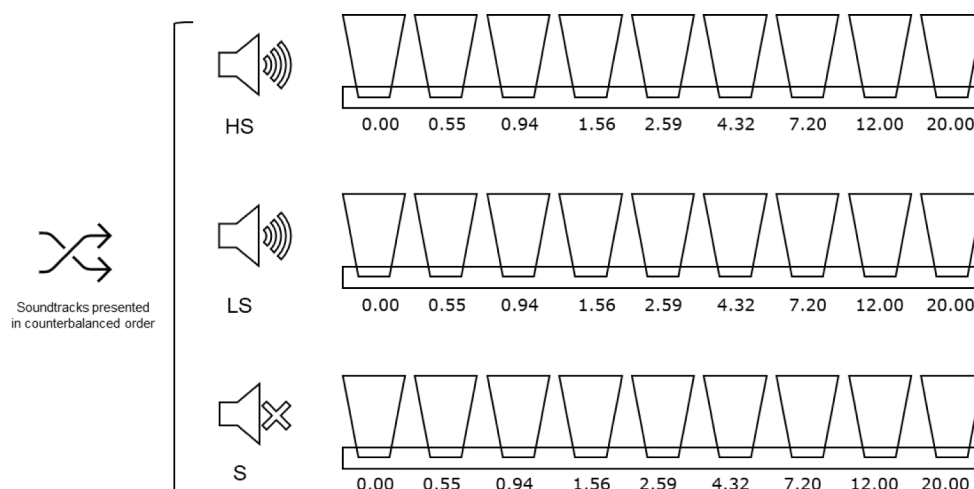 HS
0.00 0.55 0.94 1.56 2.59 4.32 7.20 12.00 20.00
LS
0.00 0.55 0.94 1.56 2.59 4.32 7.20 12.00 20.00
Soundtracks presented
in counterbalanced order
S
0.00 0.55 0.94 1.56 2.59 4.32 7.20 12.00 20.00